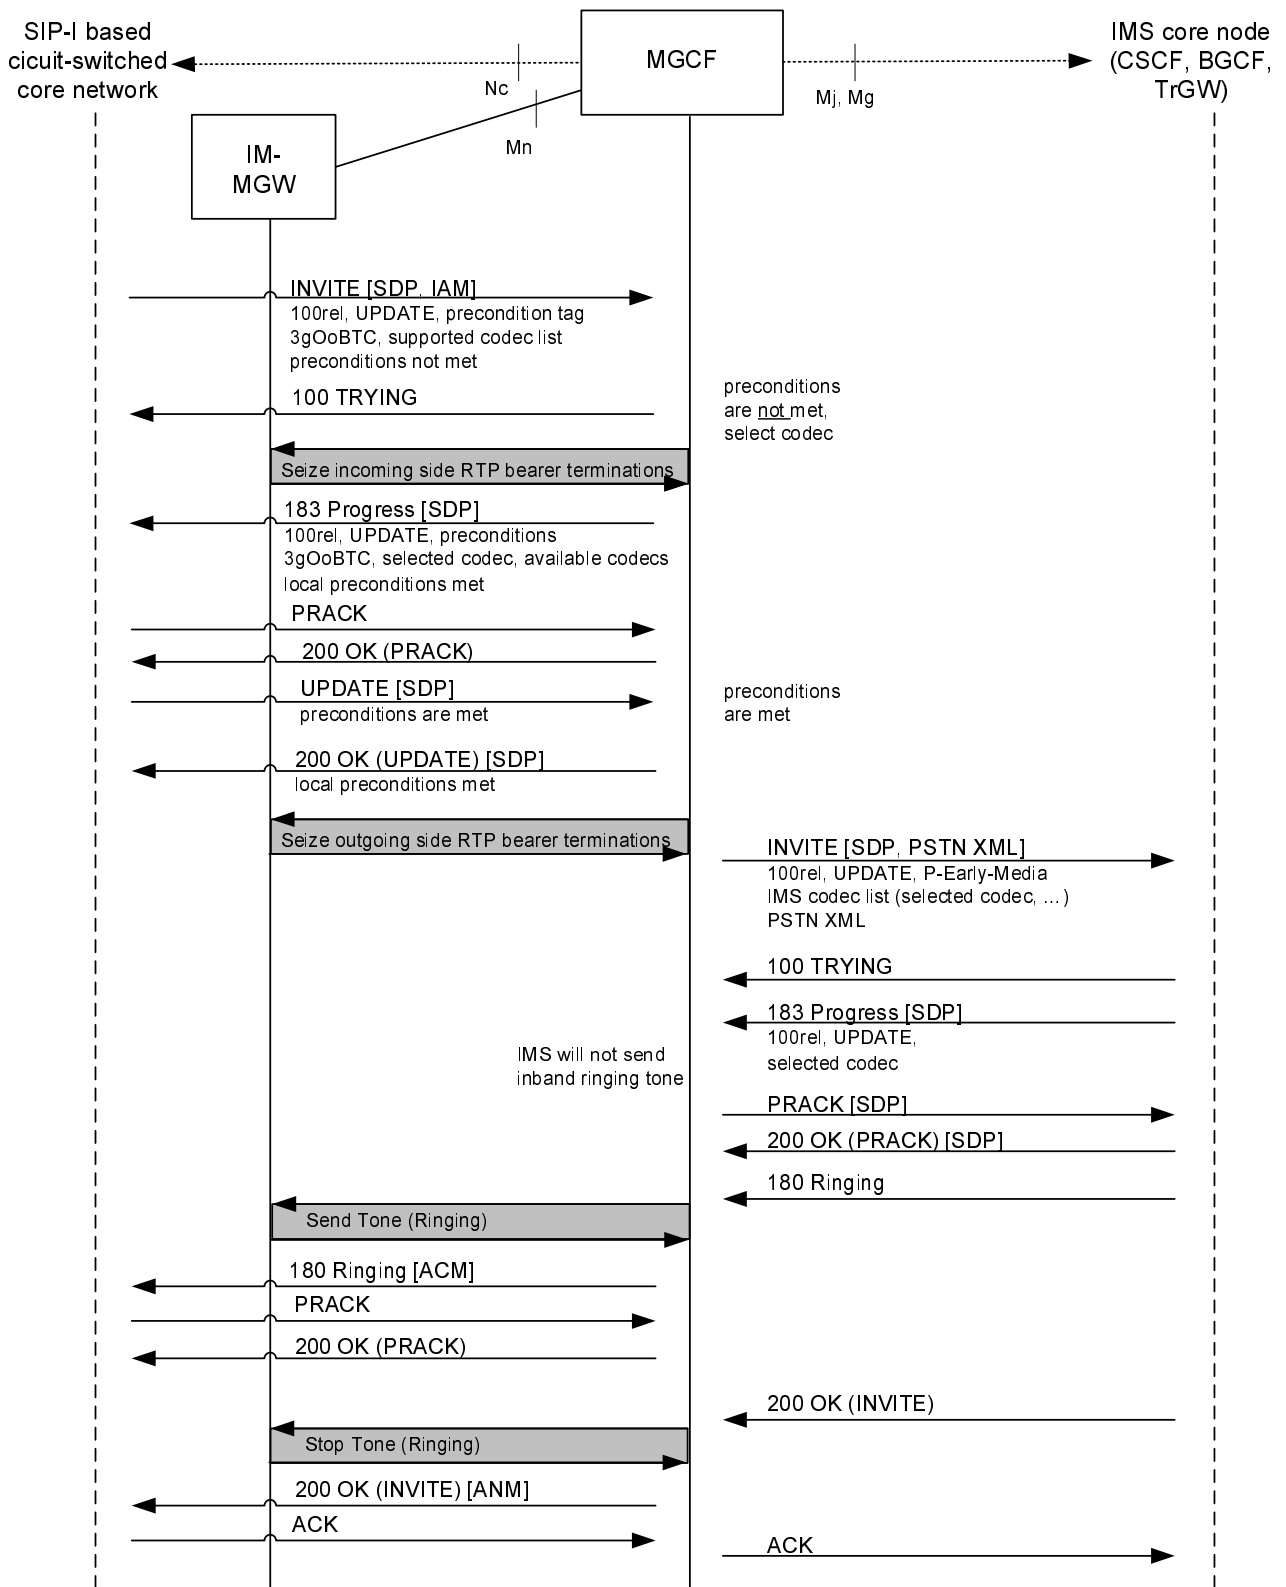 SIP-I based
cicuit-switched
core network
MGCF
IMS core node
(CSCF, BGCF,
TrGW)
Nc
Mj, Mg
Mn
IM-
MGW
INVITE [SDP, IAM]
100rel, UPDATE, precondition tag
3gOoBTC, supported codec list
preconditions not met
100 TRYING
preconditions
are not met,
select codec
Seize incoming side RTP bearer terminations
183 Progress [SDP]
100rel, UPDATE, preconditions
3gOoBTC, selected codec, available codecs
local preconditions met
PRACK
200 OK (PRACK)
UPDATE [SDP]
preconditions are met
preconditions
are met
200 OK (UPDATE) [SDP]
local preconditions met
Seize outgoing side RTP bearer terminations
INVITE [SDP, PSTN XML]
100rel, UPDATE, P-Early-Media
IMS codec list (selected codec, ...)
PSTN XML
100 TRYING
183 Progress [SDP]
100rel, UPDATE,
selected codec
IMS will not send
inband ringing tone
PRACK [SDP]
200 OK (PRACK) [SDP]
180 Ringing
Send Tone (Ringing)
180 Ringing [ACM]
PRACK
200 OK (PRACK)
200 OK (INVITE)
Stop Tone (Ringing)
200 OK (INVITE) [ANM]
ACK
ACK